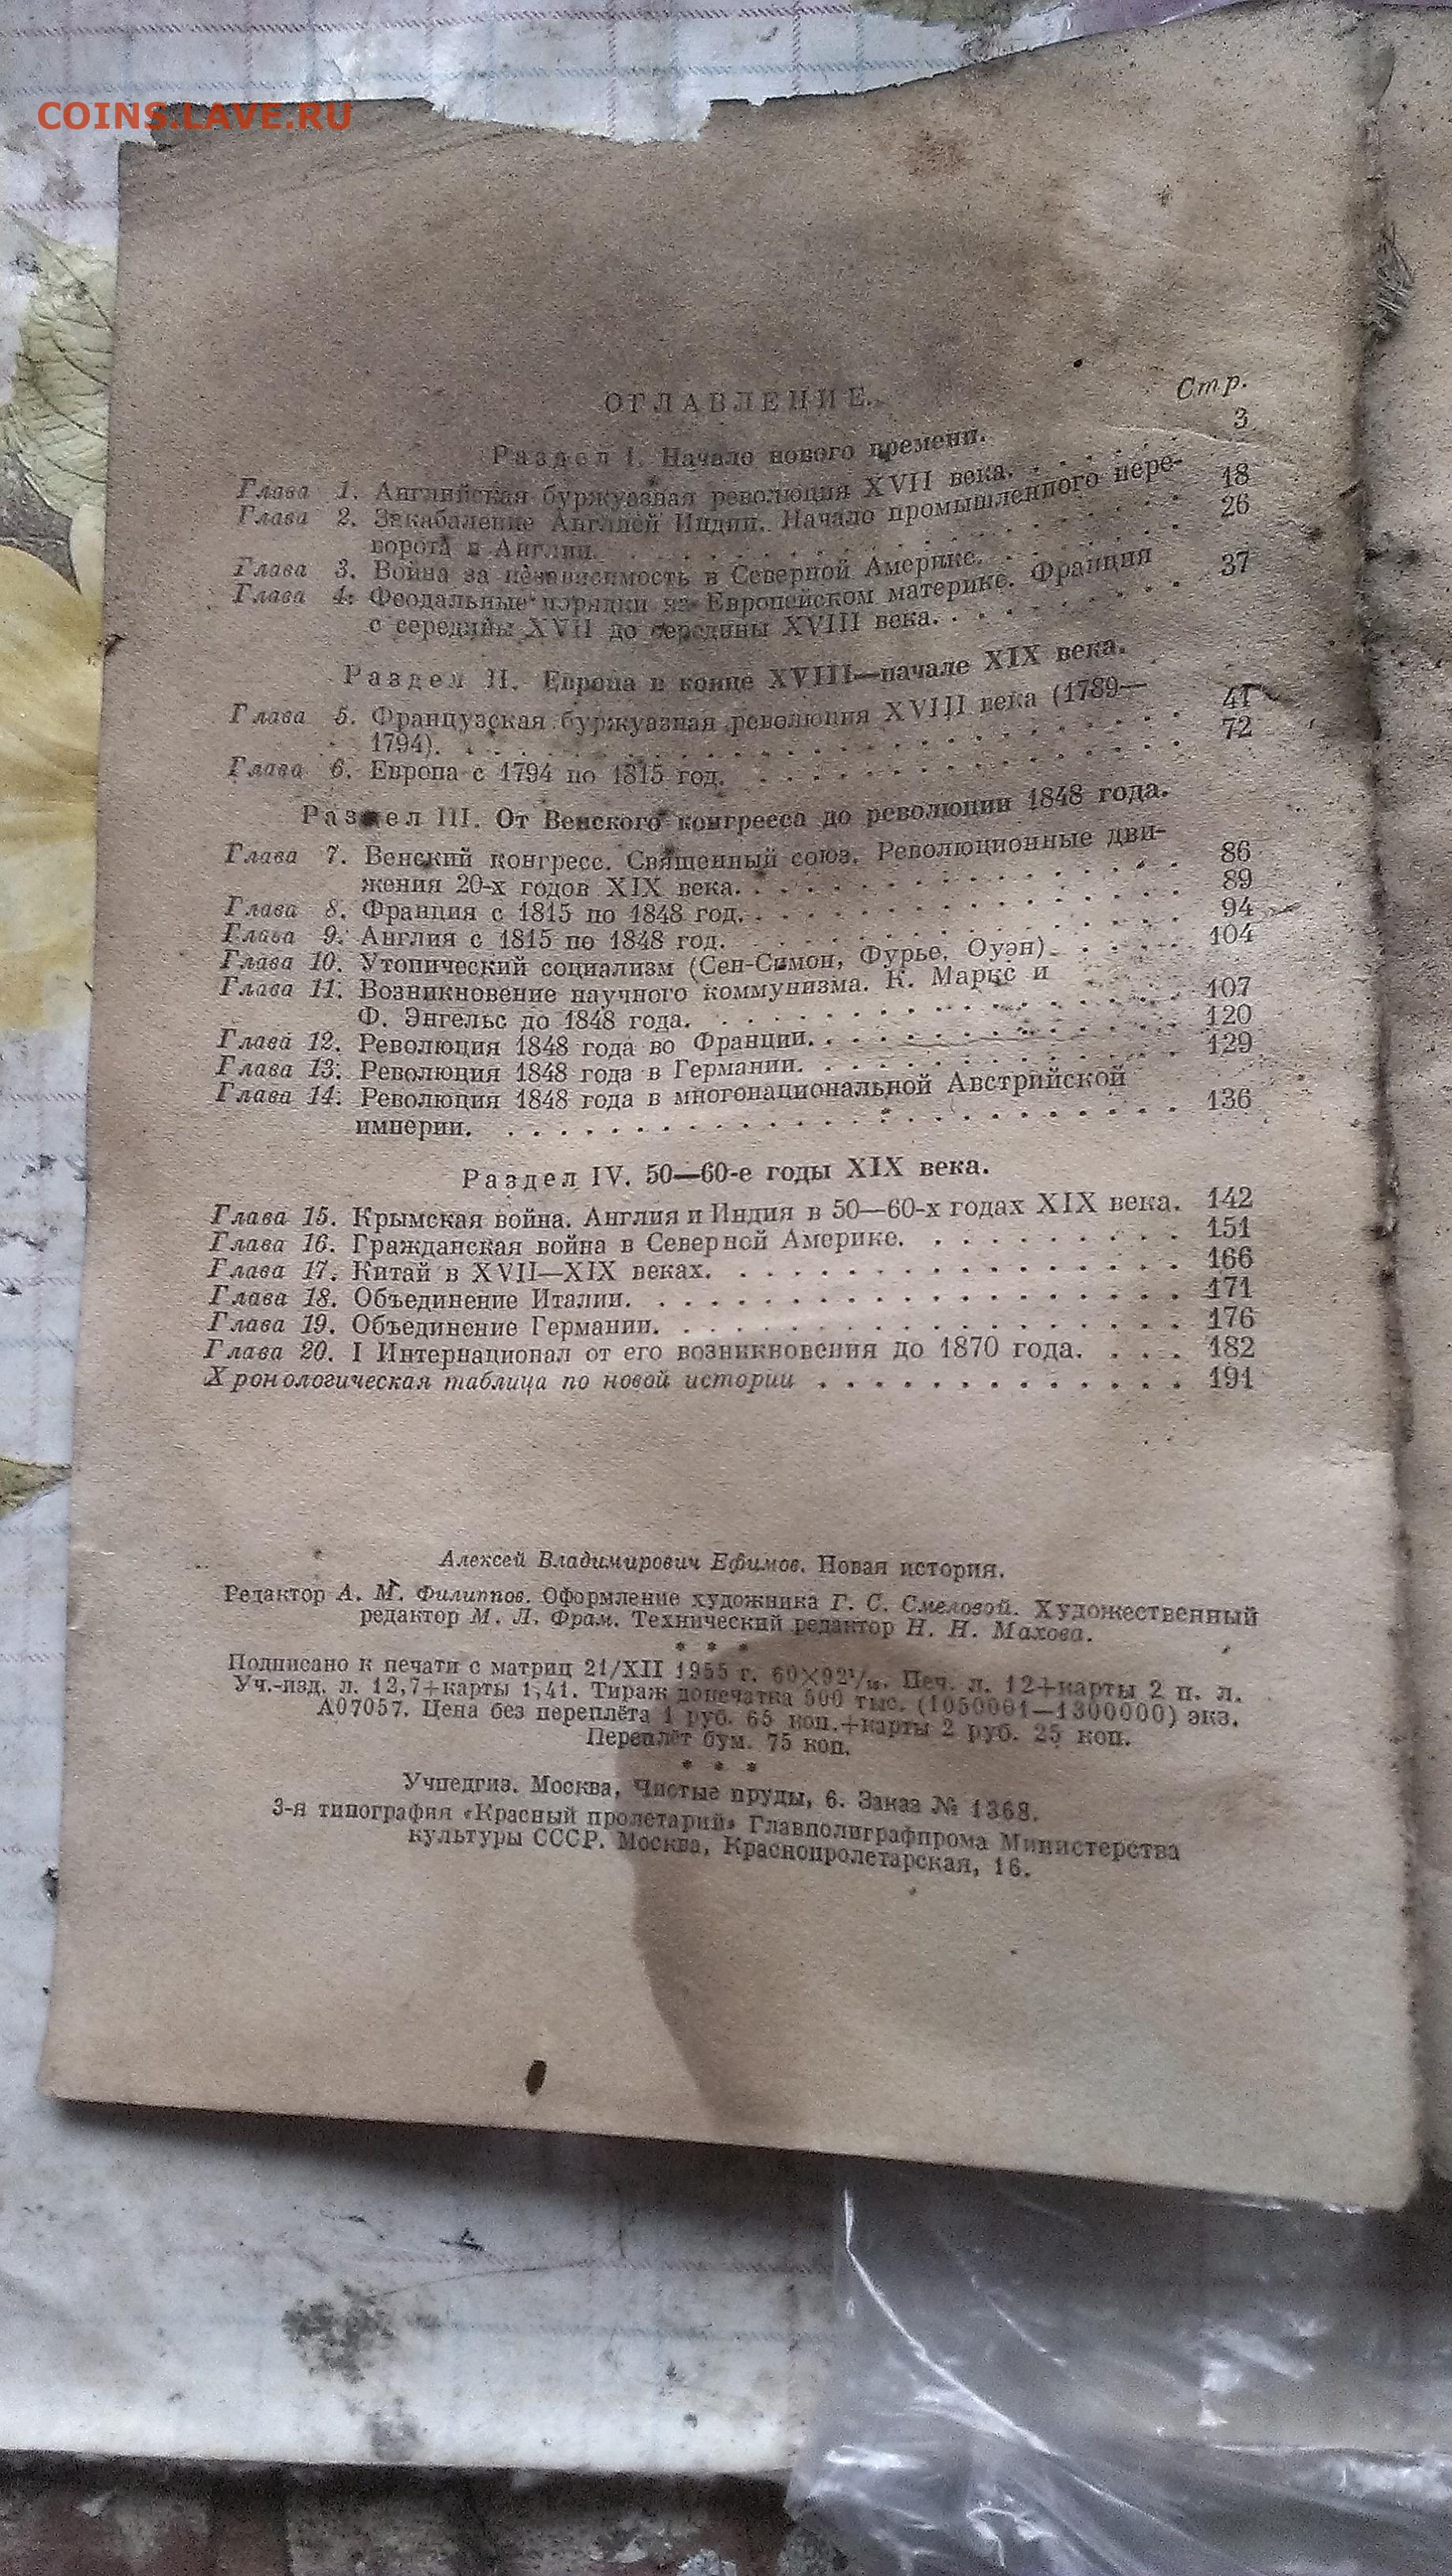 COINS.LAVE.RU
ОГЛАВЛЕНИЕ.
Стр.
Раздел I. Начало нового времени.
Глава 1. Английская буржуазная революция XVII века. . . . . . . 3
Глава 2. Закабаление Англией Индии. Начало промышленного пере-
ворота в Англии. . . . . . . . . . . . . . . . . . . 18
Глава 3. Война за независимость в Северной Америке. . . . . . . . 26
Глава 4. Феодальные порядки на Европейском материке. Франция
с середины XVII до середины XVIII века. . . . . . . . . 37
Раздел II. Европа в конце XVIII—начале XIX века.
Глава 5. Французская буржуазная революция XVIII века (1789—
1794). . . . . . . . . . . . . . . . . . . . . . . . 41
Глава 6. Европа с 1794 по 1815 год. . . . . . . . . . . . . . . 72
Раздел III. От Венского конгресса до революции 1848 года.
Глава 7. Венский конгресс. Священный союз. Революционные дви-
жения 20-х годов XIX века. . . . . . . . . . . . . . . 86
Глава 8. Франция с 1815 по 1848 год. . . . . . . . . . . . . . . 89
Глава 9. Англия с 1815 по 1848 год. . . . . . . . . . . . . . . 94
Глава 10. Утопический социализм (Сен-Симон, Фурье, Оуэн). . . . . 104
Глава 11. Возникновение научного коммунизма. К. Маркс и
Ф. Энгельс до 1848 года. . . . . . . . . . . . . . . . 107
Глава 12. Революция 1848 года во Франции. . . . . . . . . . . . . 120
Глава 13. Революция 1848 года в Германии. . . . . . . . . . . . . 129
Глава 14. Революция 1848 года в многонациональной Австрийской
империи. . . . . . . . . . . . . . . . . . . . . . . . 136
Раздел IV. 50—60-е годы XIX века.
Глава 15. Крымская война. Англия и Индия в 50—60-х годах XIX века. 142
Глава 16. Гражданская война в Северной Америке. . . . . . . . . . 151
Глава 17. Китай в XVII—XIX веках. . . . . . . . . . . . . . . . . 166
Глава 18. Объединение Италии. . . . . . . . . . . . . . . . . . . 171
Глава 19. Объединение Германии. . . . . . . . . . . . . . . . . . 176
Глава 20. I Интернационал от его возникновения до 1870 года. . . . 182
Хронологическая таблица по новой истории . . . . . . . . . . . . . 191
Алексей Владимирович Ефимов. Новая история.
Редактор А. М. Филиппов. Оформление художника Г. С. Смеловой. Художественный
редактор М. Л. Фрам. Технический редактор Н. Н. Махова.
* * *
Подписано к печати с матриц 21/XII 1955 г. 60×92¹/₁₆. Печ. л. 12+карты 2 п. л.
Уч.-изд. л. 12,7+карты 1,41. Тираж допечатка 500 тыс. (1050001—1300000) экз.
А07057. Цена без переплёта 1 руб. 65 коп.+карты 2 руб. 25 коп.
Переплёт бум. 75 коп.
* * *
Учпедгиз. Москва, Чистые пруды, 6. Заказ № 1368.
3-я типография «Красный пролетарий» Главполиграфпрома Министерства
культуры СССР. Москва, Краснопролетарская, 16.